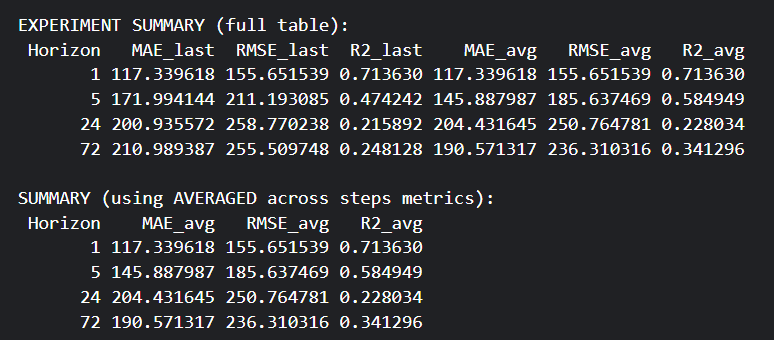 EXPERIMENT SUMMARY (full table):
Horizon MAE_last RMSE_last R2_last MAE_avg RMSE_avg R2_avg
1 117.339618 155.651539 0.713630 117.339618 155.651539 0.713630
5 171.994144 211.193085 0.474242 145.887987 185.637469 0.584949
24 200.935572 258.770238 0.215892 204.431645 250.764781 0.228034
72 210.989387 255.509748 0.248128 190.571317 236.310316 0.341296
SUMMARY (using AVERAGED across steps metrics):
Horizon MAE_avg RMSE_avg R2_avg
1 117.339618 155.651539 0.713630
5 145.887987 185.637469 0.584949
24 204.431645 250.764781 0.228034
72 190.571317 236.310316 0.341296